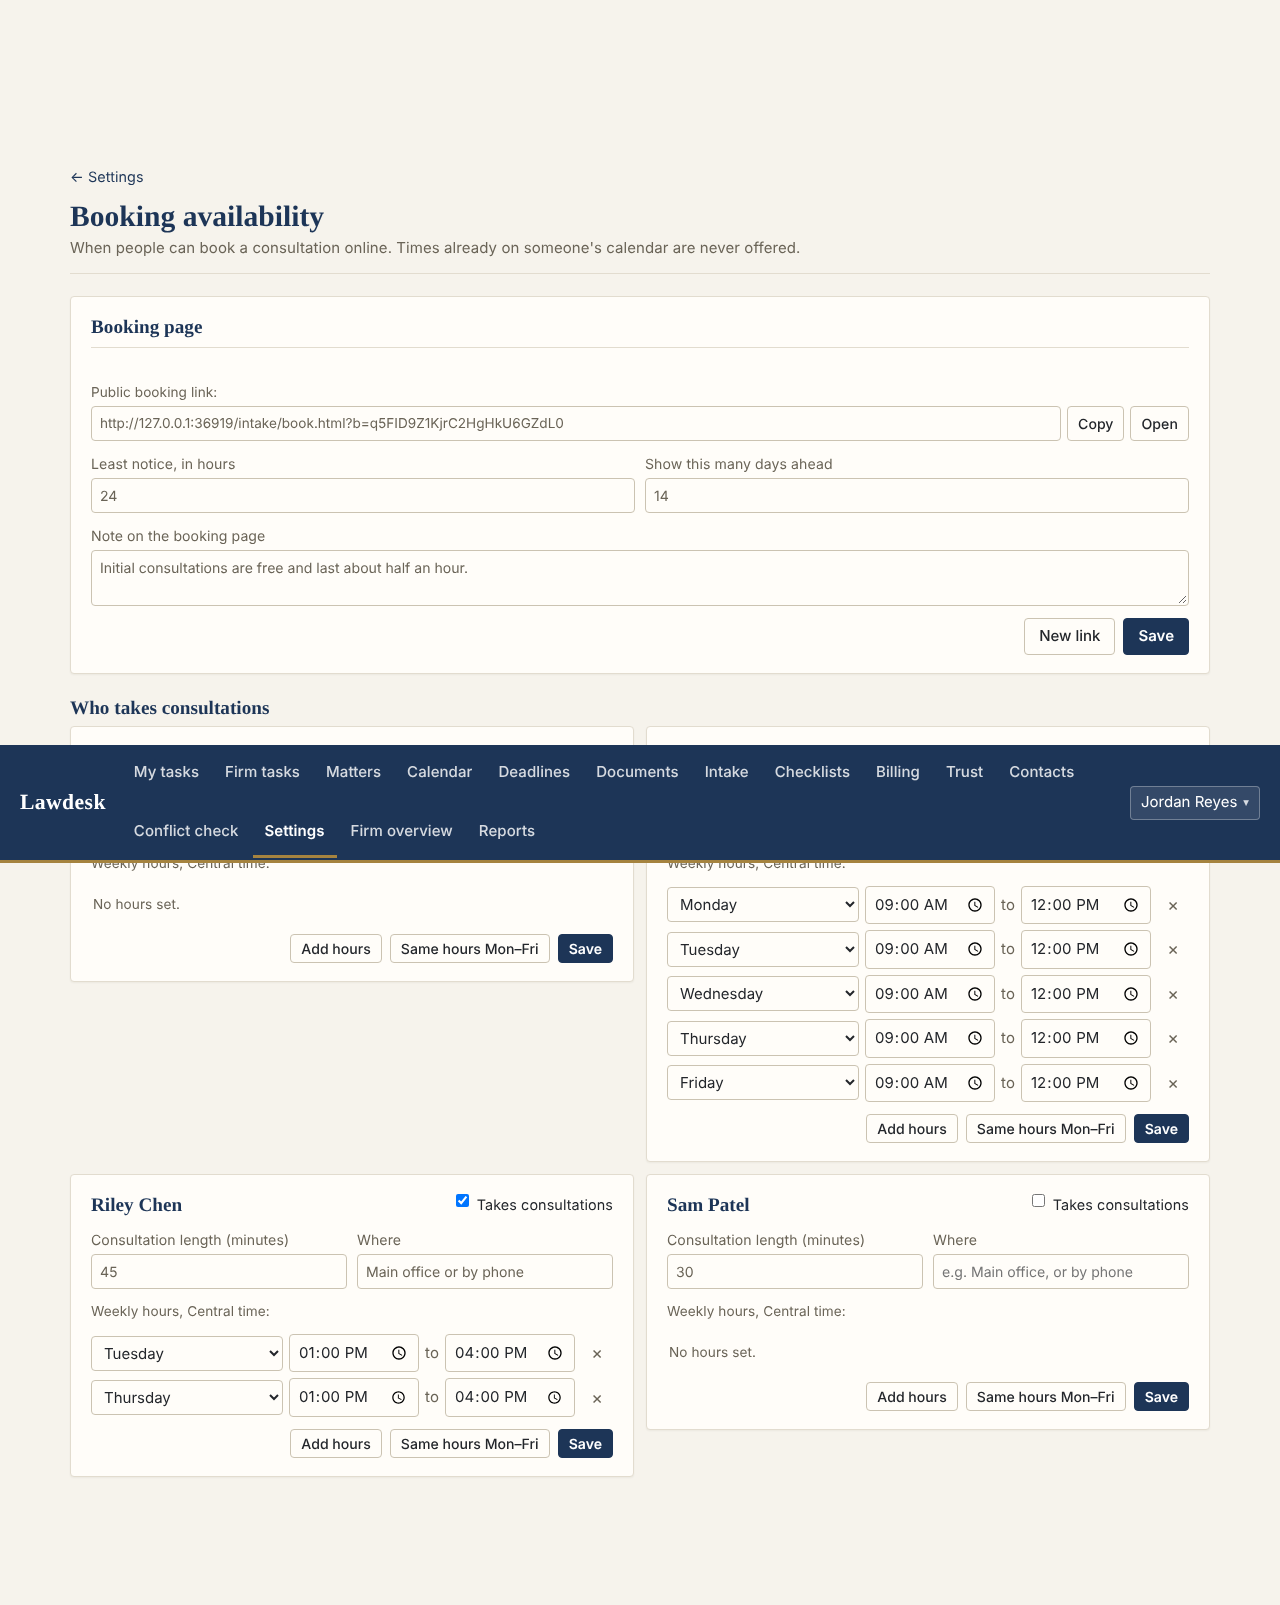 ← Settings
Booking availability
When people can book a consultation online. Times already on someone's calendar are never offered.
Booking page
Public booking link:
http://127.0.0.1:36919/intake/book.html?b=q5FID9Z1KjrC2HgHkU6GZdL0
Copy
Open
Least notice, in hours
Show this many days ahead
24
14
Note on the booking page
Initial consultations are free and last about half an hour.
New link
Save
Who takes consultations
Lawdesk
My tasks
Firm tasks
Matters
Calendar
Deadlines
Documents
Intake
Checklists
Billing
Trust
Contacts
Conflict check
Settings
Firm overview
Reports
Jordan Reyes ▾
Weekly hours, Central time:
No hours set.
Add hours
Same hours Mon–Fri
Save
Weekly hours, Central time:
Monday 09:00 AM to 12:00 PM ×
Tuesday 09:00 AM to 12:00 PM ×
Wednesday 09:00 AM to 12:00 PM ×
Thursday 09:00 AM to 12:00 PM ×
Friday 09:00 AM to 12:00 PM ×
Add hours
Same hours Mon–Fri
Save
Riley Chen
Takes consultations
Consultation length (minutes)
Where
45
Main office or by phone
Weekly hours, Central time:
Tuesday 01:00 PM to 04:00 PM ×
Thursday 01:00 PM to 04:00 PM ×
Add hours
Same hours Mon–Fri
Save
Sam Patel
Takes consultations
Consultation length (minutes)
Where
30
e.g. Main office, or by phone
Weekly hours, Central time:
No hours set.
Add hours
Same hours Mon–Fri
Save